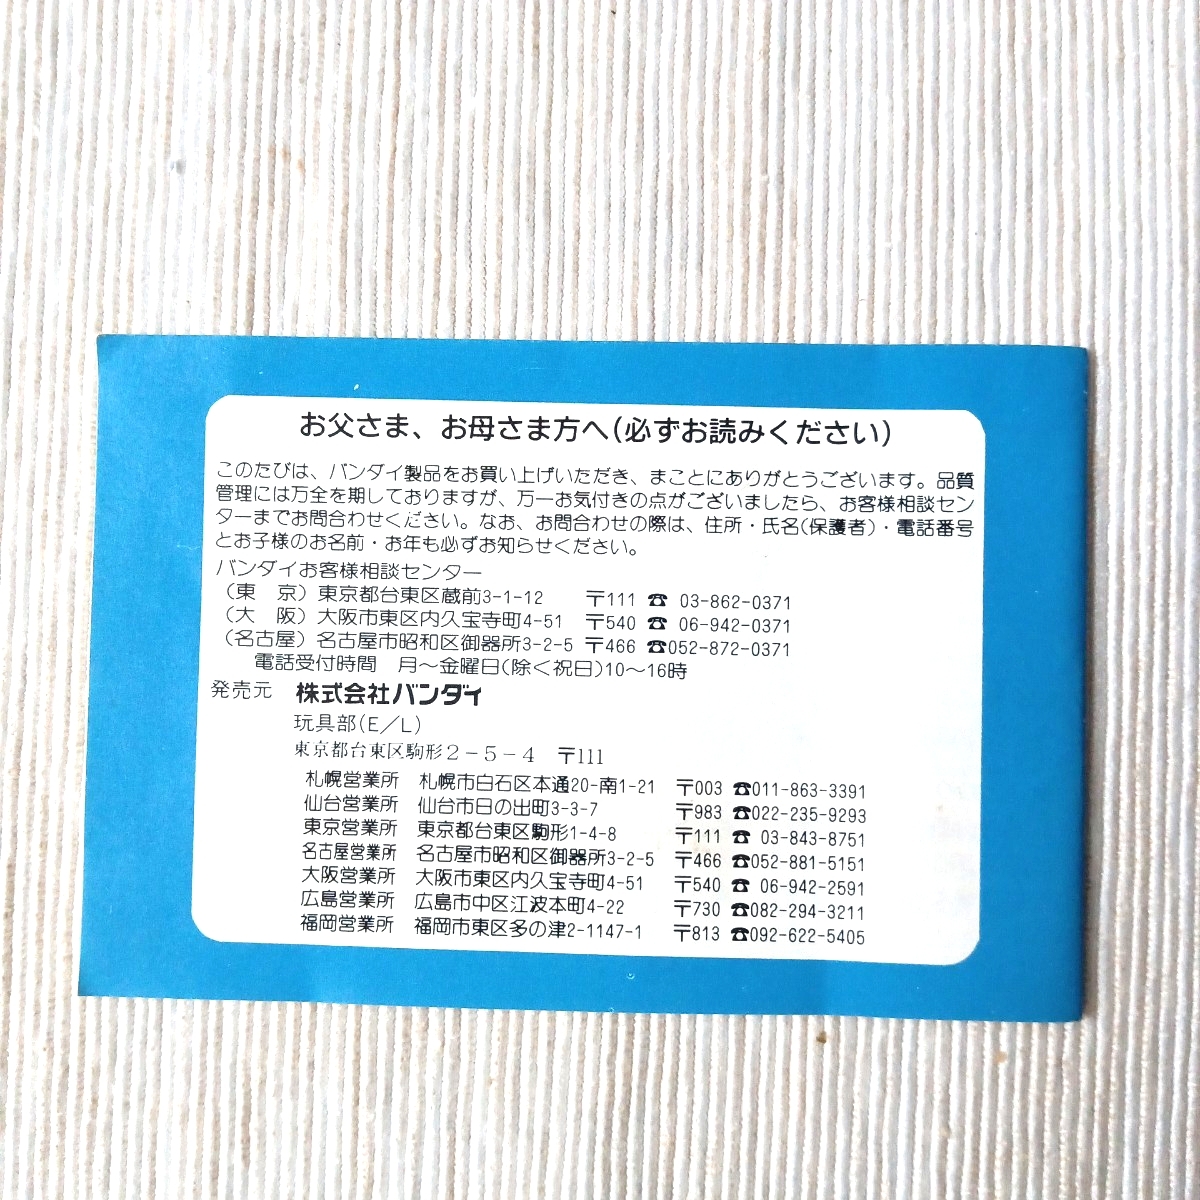 お父さま、お母さま方へ(必ずお読みください)
このたびは、バンダイ製品をお買い上げいただき、まことにありがとうございます。品質
管理には万全を期しておりますが、万一お気付きの点がございましたら、お客様相談セン
ターまでお問合わせください。なお、お問合わせの際は、住所・氏名(保護者)・電話番号
とお子様のお名前・お年も必ずお知らせください。
バンダイお客様相談センター
(東 京) 東京都台東区蔵前3-1-12 〒111 ☎ 03-862-0371
(大 阪) 大阪市東区内久宝寺町4-51 〒540 ☎ 06-942-0371
(名古屋) 名古屋市昭和区御器所3-2-5 〒466 ☎052-872-0371
電話受付時間 月〜金曜日(除く祝日)10〜16時
発売元 株式会社バンダイ
玩具部(E/L)
東京都台東区駒形2-5-4 〒111
札幌営業所 札幌市白石区本通20-南1-21 〒003 ☎011-863-3391
仙台営業所 仙台市日の出町3-3-7 〒983 ☎022-235-9293
東京営業所 東京都台東区駒形1-4-8 〒111 ☎ 03-843-8751
名古屋営業所 名古屋市昭和区御器所3-2-5 〒466 ☎052-881-5151
大阪営業所 大阪市東区内久宝寺町4-51 〒540 ☎ 06-942-2591
広島営業所 広島市中区江波本町4-22 〒730 ☎082-294-3211
福岡営業所 福岡市東区多の津2-1147-1 〒813 ☎092-622-5405